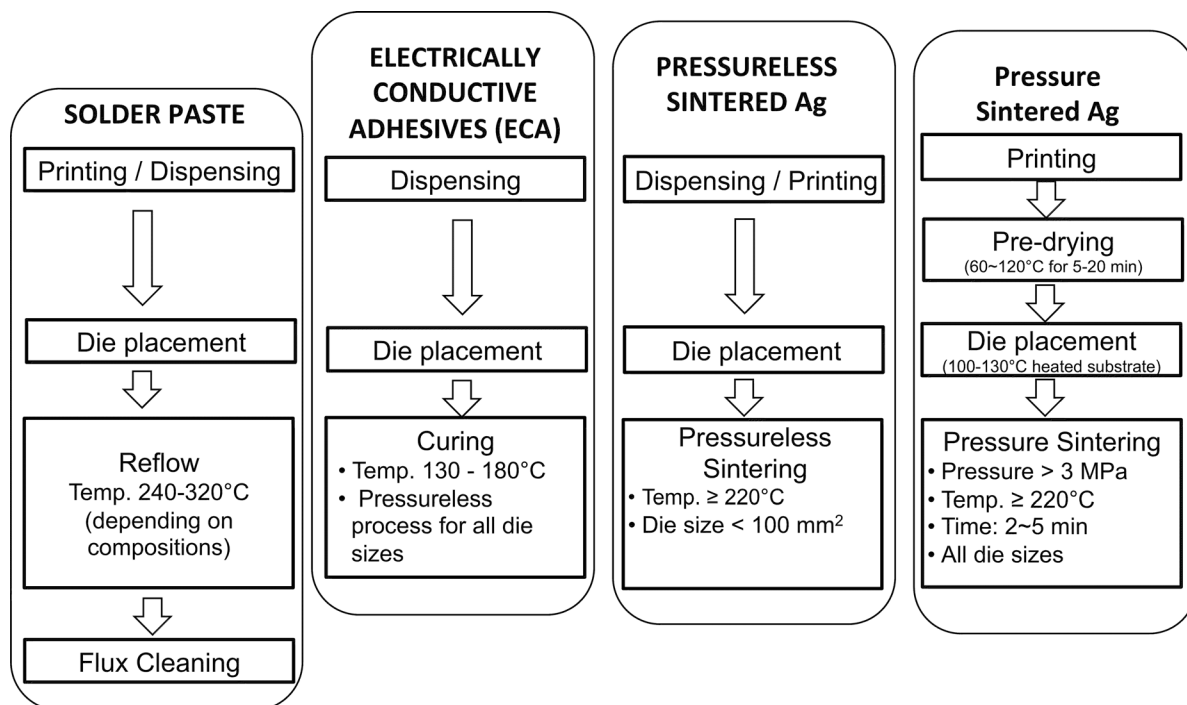 SOLDER PASTE
Printing / Dispensing
Die placement
Reflow
Temp. 240-320°C
(depending on
compositions)
Flux Cleaning
ELECTRICALLY
CONDUCTIVE
ADHESIVES (ECA)
Dispensing
Die placement
Curing
• Temp. 130 - 180°C
• Pressureless
process for all die
sizes
PRESSURELESS
SINTERED Ag
Dispensing / Printing
Die placement
Pressureless
Sintering
• Temp. ≥ 220°C
• Die size < 100 mm²
Pressure
Sintered Ag
Printing
Pre-drying
(60~120°C for 5-20 min)
Die placement
(100-130°C heated substrate)
Pressure Sintering
• Pressure > 3 MPa
• Temp. ≥ 220°C
• Time: 2~5 min
• All die sizes